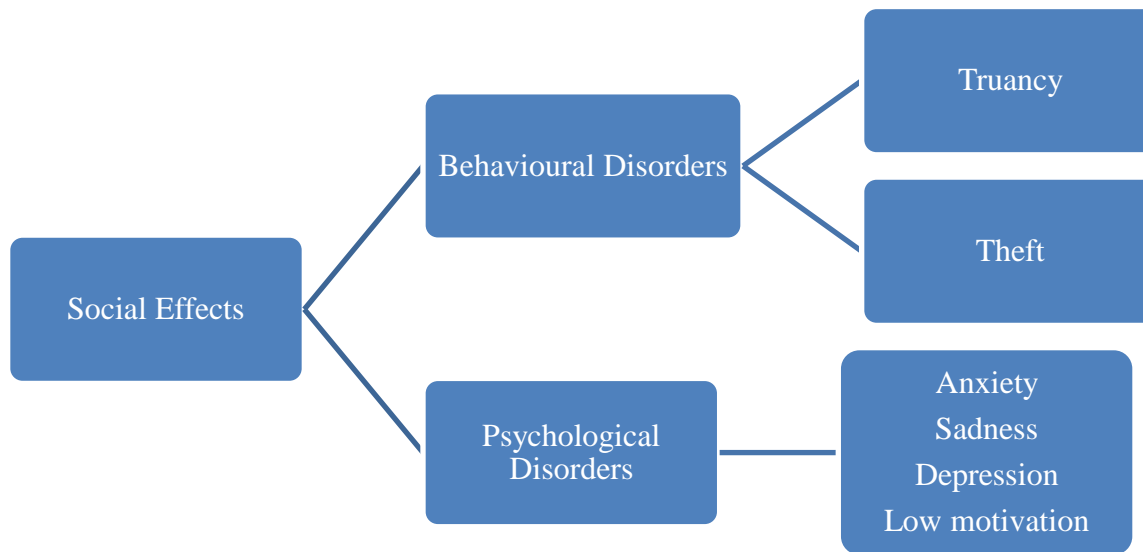 Social Effects
Behavioural Disorders
Truancy
Theft
Psychological
Disorders
Anxiety
Sadness
Depression
Low motivation